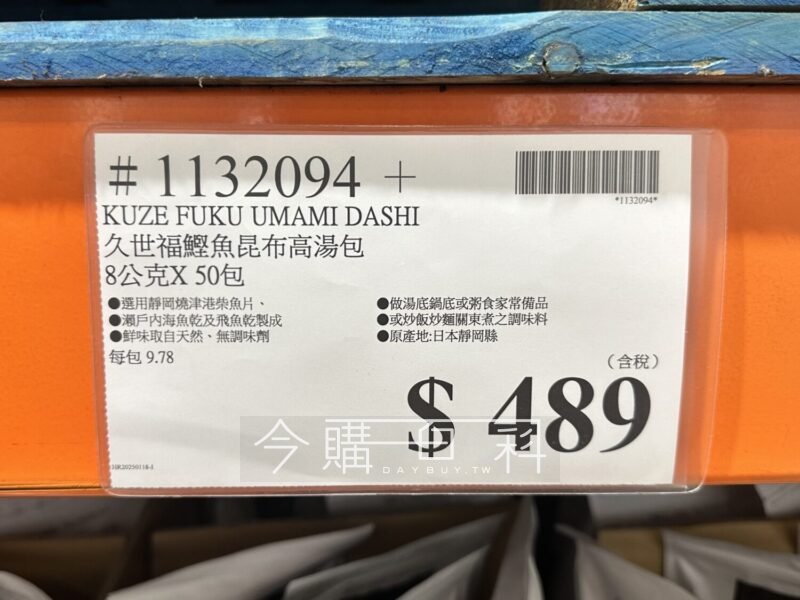 # 1132094 +
*1132094*
KUZE FUKU UMAMI DASHI
久世福鰹魚昆布高湯包
8公克X 50包
●選用靜岡燒津港柴魚片、
●瀨戶內海魚乾及飛魚乾製成
●鮮味取自天然、無調味劑
●做湯底鍋底或粥食家常備品
●或炒飯炒麵關東煮之調味料
●原產地:日本靜岡縣
每包 9.78
（含稅）
$ 489
今購百科
DAYBUY.TW